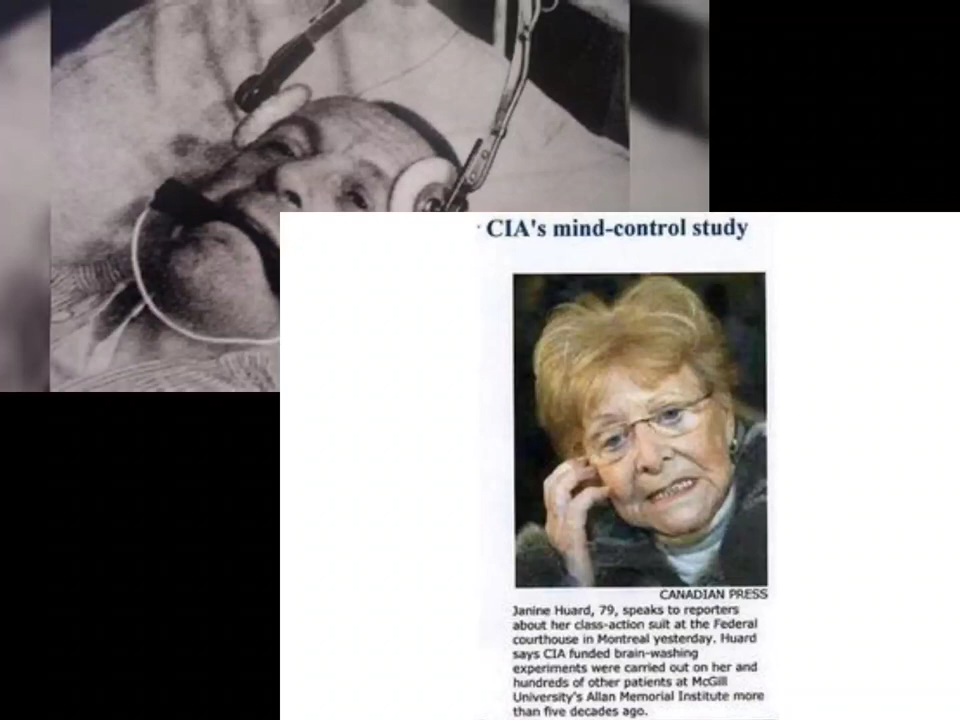 CIA's mind-control study
CANADIAN PRESS
Janine Huard, 79, speaks to reporters
about her class-action suit at the Federal
courthouse in Montreal yesterday. Huard
says CIA funded brain-washing
experiments were carried out on her and
hundreds of other patients at McGill
University's Allan Memorial Institute more
than five decades ago.